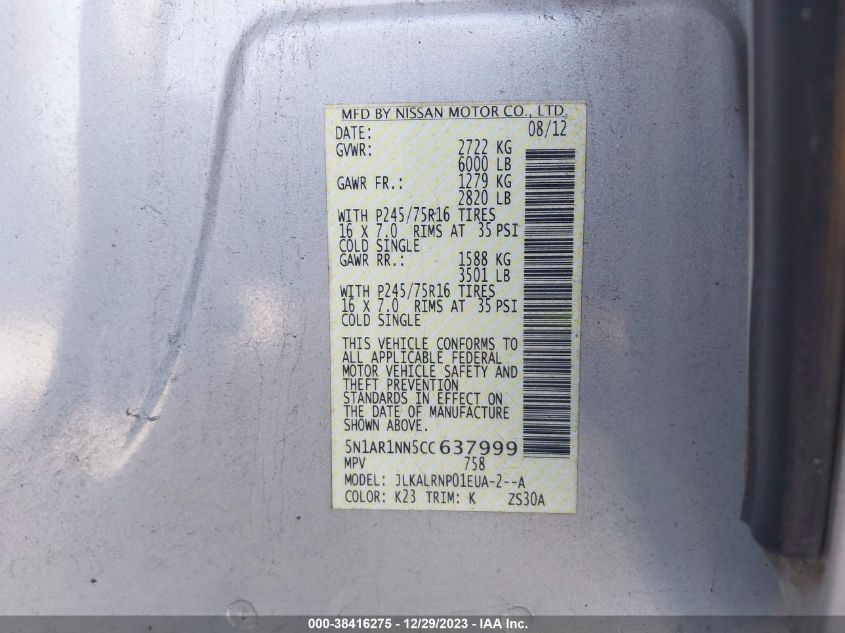 MFD BY NISSAN MOTOR CO., LTD.
DATE: 08/12
GVWR: 2722 KG
6000 LB
GAWR FR.: 1279 KG
2820 LB
WITH P245/75R16 TIRES
16 X 7.0 RIMS AT 35 PSI
COLD SINGLE
GAWR RR.: 1588 KG
3501 LB
WITH P245/75R16 TIRES
16 X 7.0 RIMS AT 35 PSI
COLD SINGLE
THIS VEHICLE CONFORMS TO
ALL APPLICABLE FEDERAL
MOTOR VEHICLE SAFETY AND
THEFT PREVENTION
STANDARDS IN EFFECT ON
THE DATE OF MANUFACTURE
SHOWN ABOVE.
5N1AR1NN5CC637999
MPV 758
MODEL: JLKALRNP01EUA-2--A
COLOR: K23 TRIM: K ZS30A
000-38416275 - 12/29/2023 - IAA Inc.